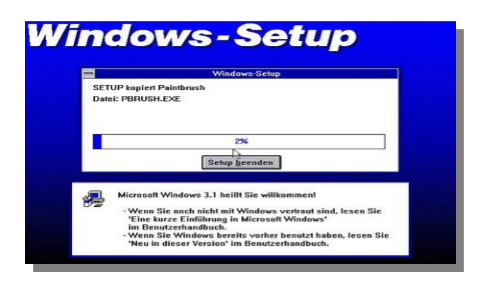 Windows-Setup
Windows-Setup
SETUP kopiert Paintbrush
Datei: PBRUSH.EXE
2%
Setup beenden
Microsoft Windows 3.1 heißt Sie willkommen!
- Wenn Sie noch nicht mit Windows vertraut sind, lesen Sie
'Eine kurze Einführung in Microsoft Windows'
im Benutzerhandbuch.
- Wenn Sie Windows bereits vorher benutzt haben, lesen Sie
'Neu in dieser Version' im Benutzerhandbuch.